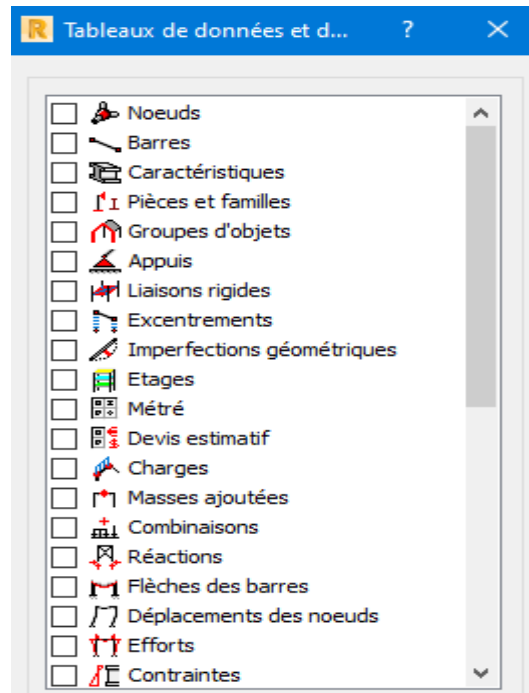 R Tableaux de données et d... ? ×
Noeuds
Barres
Caractéristiques
Pièces et familles
Groupes d'objets
Appuis
Liaisons rigides
Excentrements
Imperfections géométriques
Etages
Métré
Devis estimatif
Charges
Masses ajoutées
Combinaisons
Réactions
Flèches des barres
Déplacements des noeuds
Efforts
Contraintes